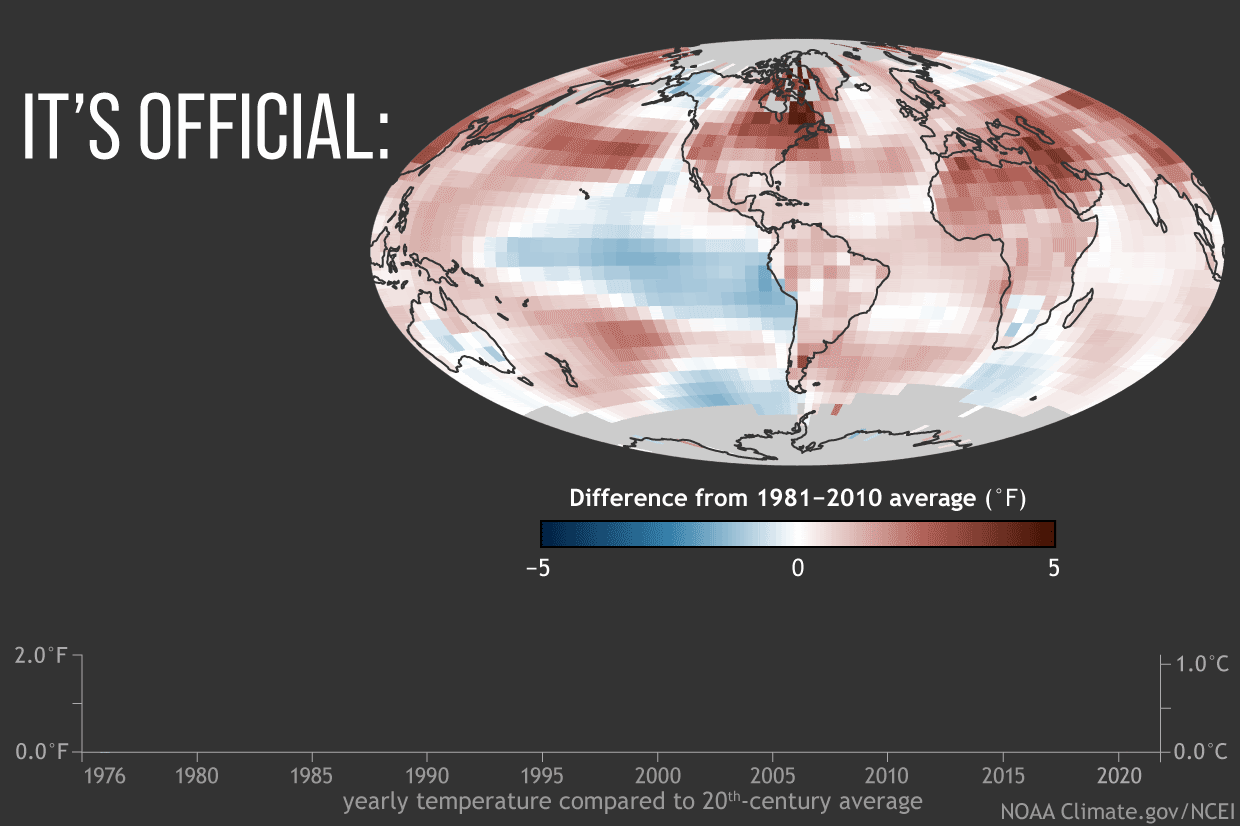 IT'S OFFICIAL:
Difference from 1981–2010 average (°F)
−5 0 5
2.0°F 1.0°C
0.0°F 0.0°C
1976 1980 1985 1990 1995 2000 2005 2010 2015 2020
yearly temperature compared to 20th-century average
NOAA Climate.gov/NCEI